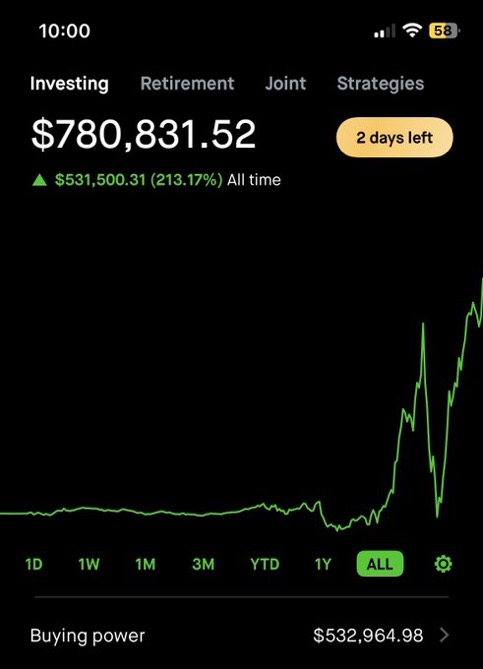 10:00 58
Investing Retirement Joint Strategies
$780,831.52
2 days left
▲ $531,500.31 (213.17%) All time
1D 1W 1M 3M YTD 1Y ALL
Buying power $532,964.98